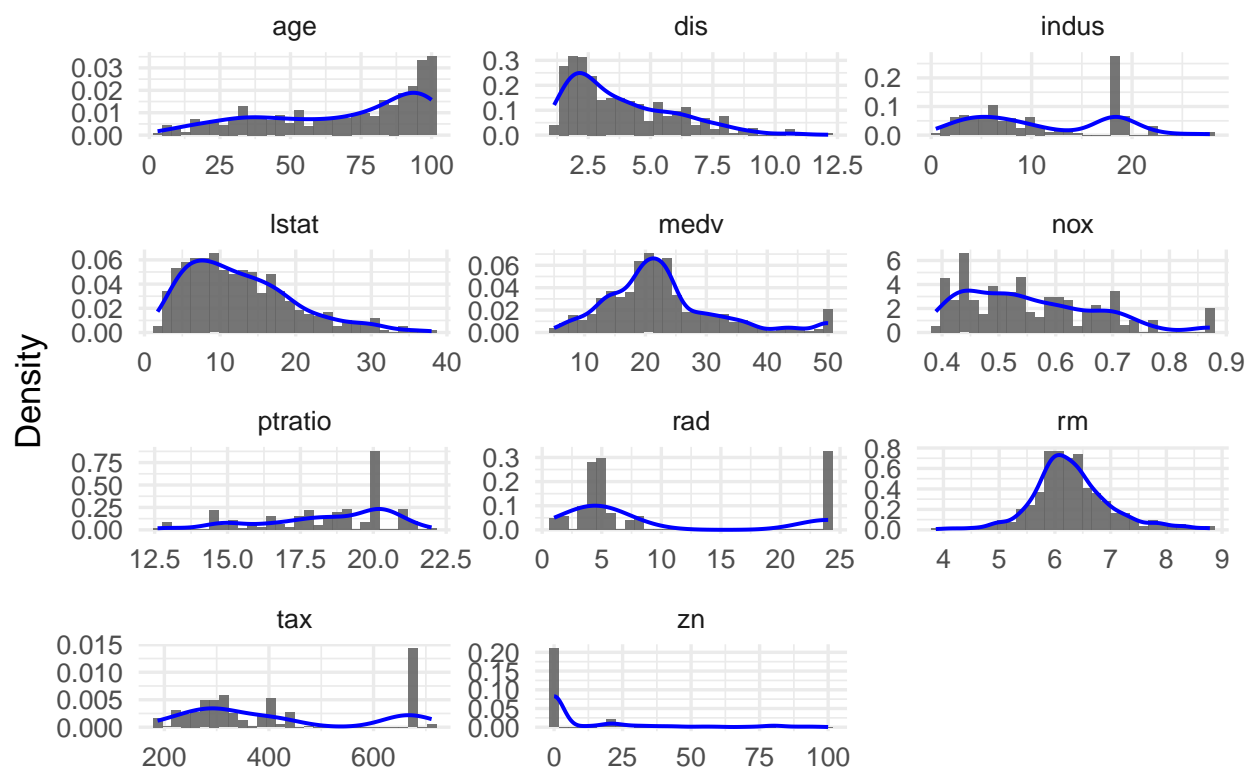 age dis indus
0.03 0.3 0.2
0.02 0.2 0.1
0.01 0.1 0.0
0.00 0.0
0 25 50 75 100 2.5 5.0 7.5 10.0 12.5 0 10 20
lstat medv nox
0.06 0.06 6
0.04 0.04 4
0.02 0.02 2
0.00 0.00 0
0 10 20 30 40 10 20 30 40 50 0.4 0.5 0.6 0.7 0.8 0.9
Density
ptratio rad rm
0.75 0.3 0.8
0.50 0.2 0.6
0.25 0.1 0.4
0.00 0.0 0.2
0.0
12.5 15.0 17.5 20.0 22.5 0 5 10 15 20 25 4 5 6 7 8 9
tax zn
0.015 0.20
0.010 0.15
0.005 0.10
0.000 0.05
0.00
200 400 600 0 25 50 75 100